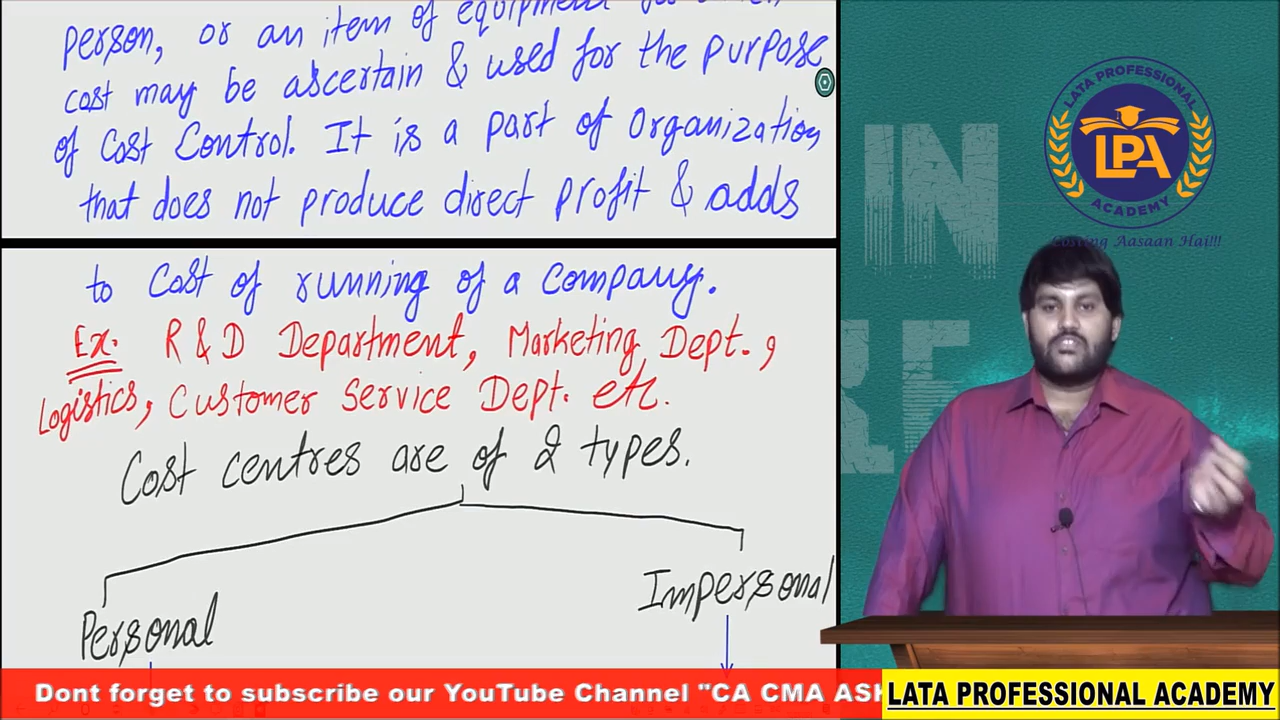 person, or an item of equipment
cost may be ascertain & used for the purpose
of Cost Control. It is a part of Organization
that does not produce direct profit & adds
to Cost of running of a company.
Ex: R & D Department, Marketing Dept.,
Logistics, Customer Service Dept. etc.
Cost centres are of 2 types.
Personal
Impersonal
LATA PROFESSIONAL
LPA
ACADEMY
Costing Aasaan Hai!!!
IN
Dont forget to subscribe our YouTube Channel "CA CMA ASH
LATA PROFESSIONAL ACADEMY